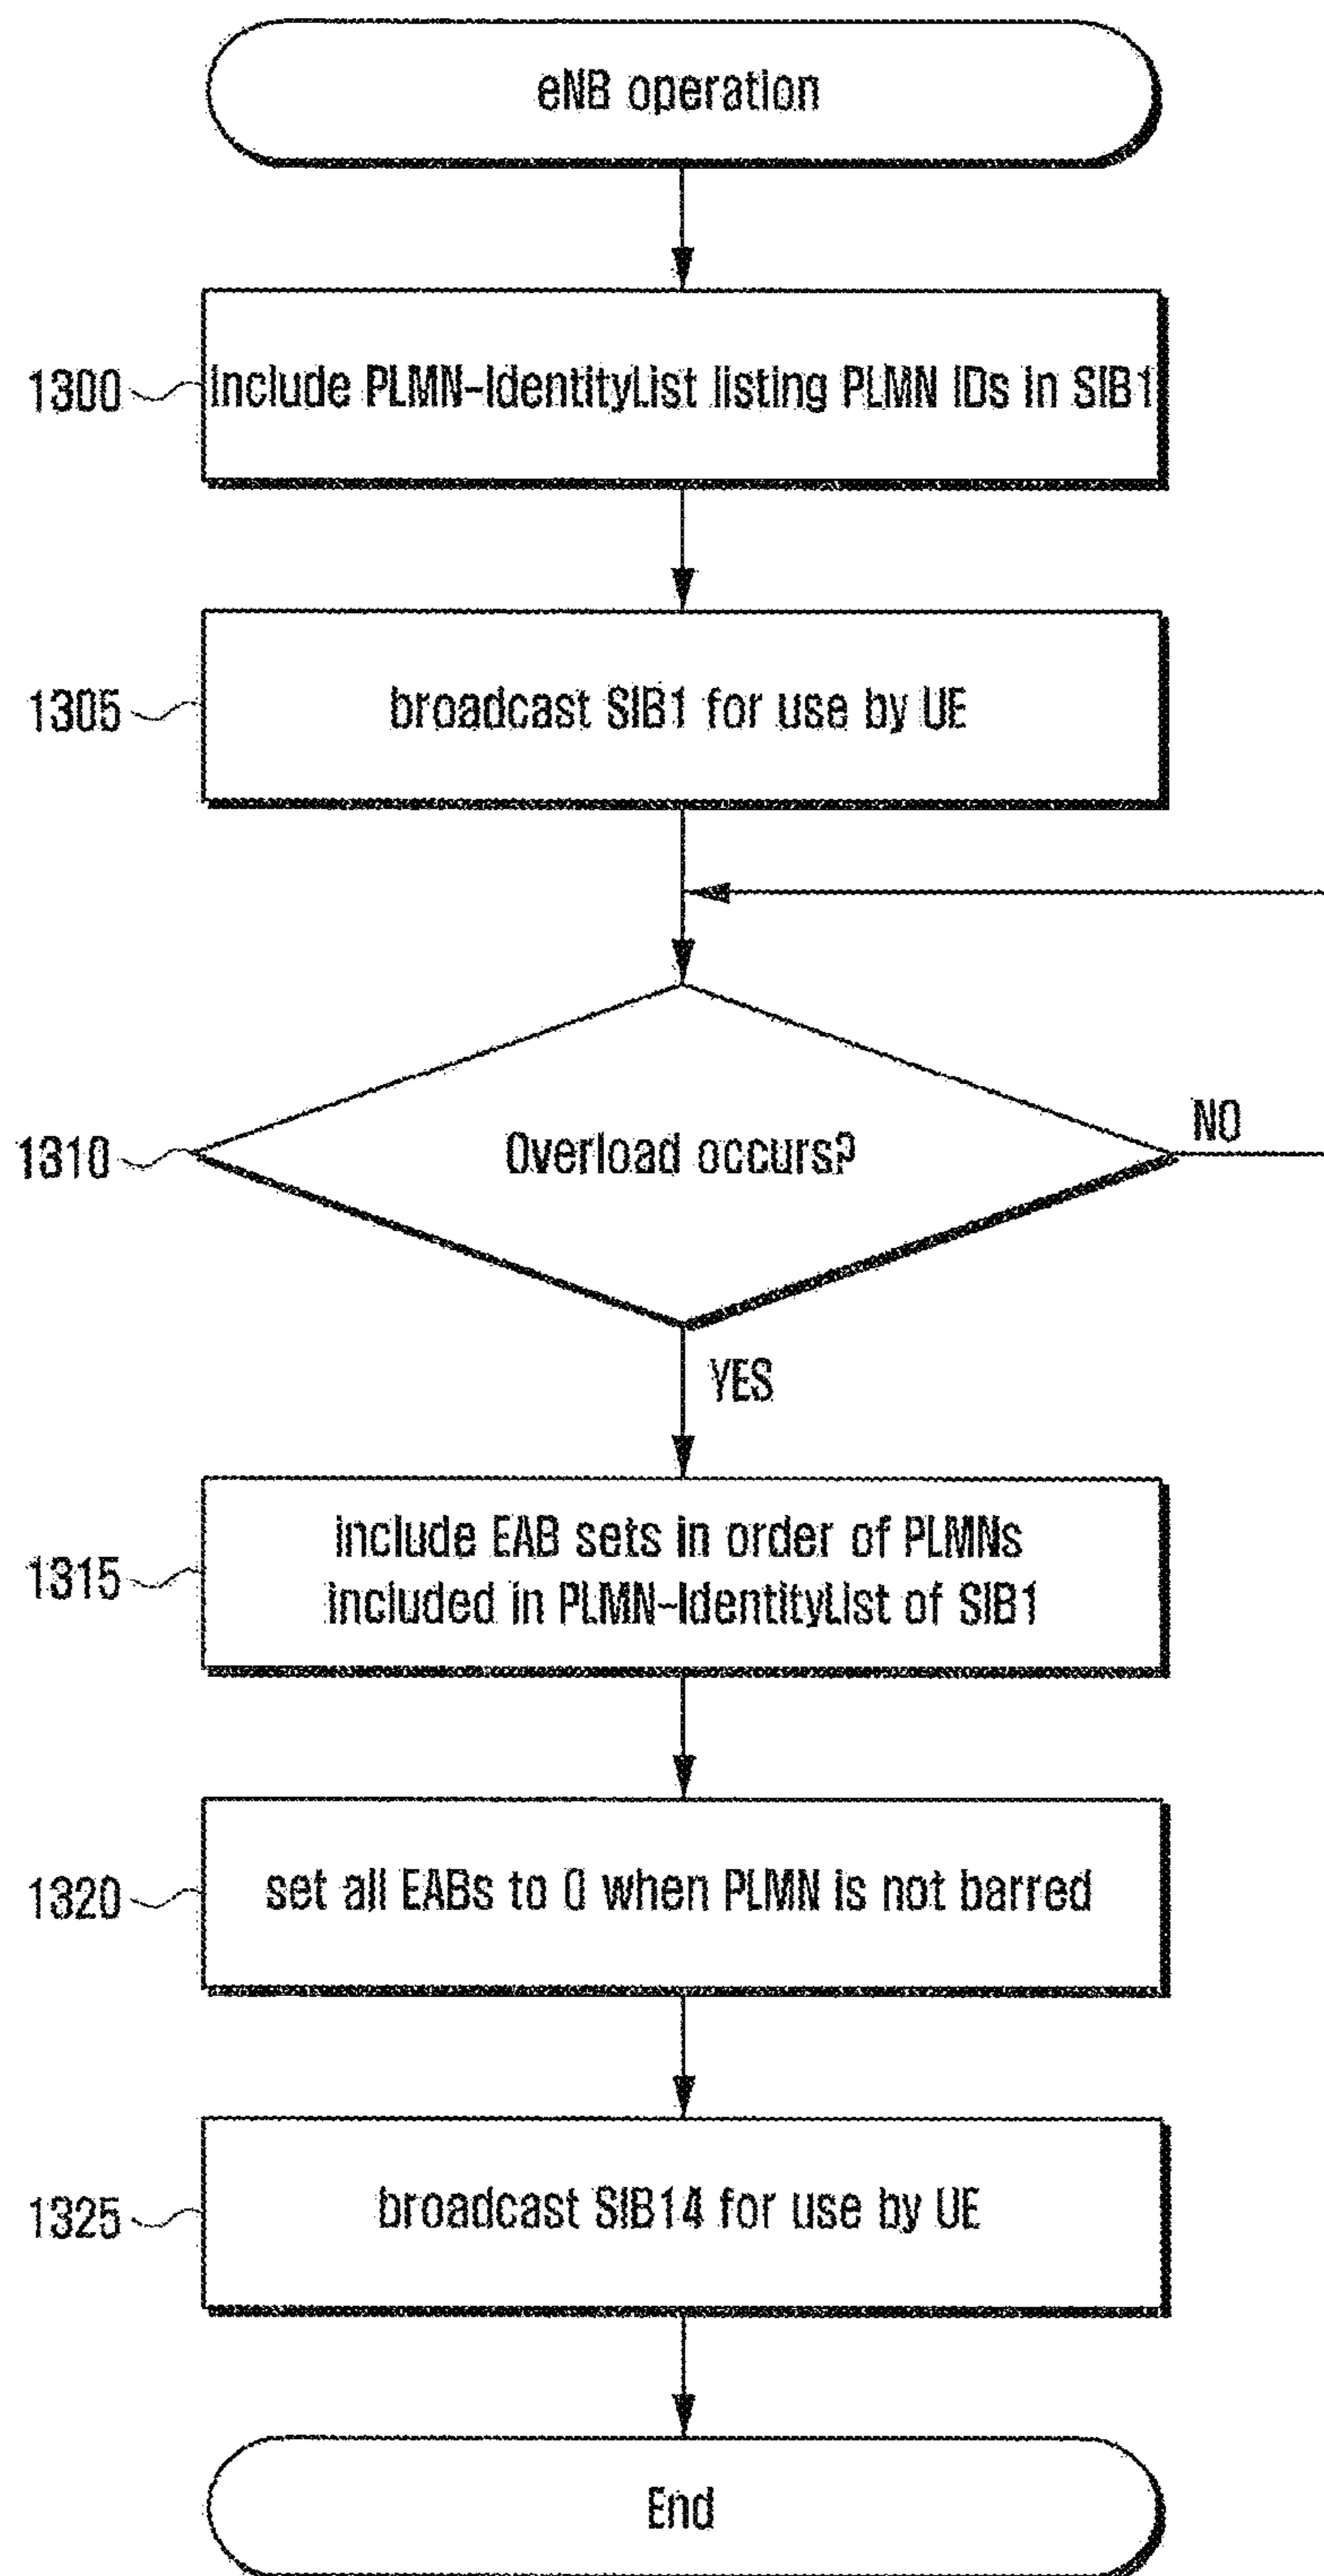 eNB operation
1300
include PLMN-IdentityList listing PLMN IDs in SIB1
1305
broadcast SIB1 for use by UE
1310
Overload occurs?
NO
YES
1315
include EAB sets in order of PLMNs
included in PLMN-IdentityList of SIB1
1320
set all EABs to 0 when PLMN is not barred
1325
broadcast SIB14 for use by UE
End